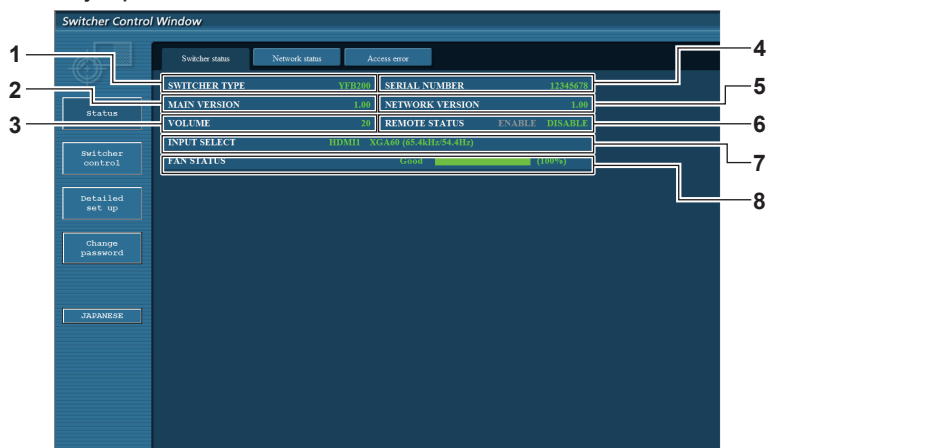 Switcher Control Window
Switcher status Network status Access error
1
2
3
4
5
6
7
8
SWITCHER TYPE YFB200 SERIAL NUMBER 12345678
MAIN VERSION 1.00 NETWORK VERSION 1.00
VOLUME 20 REMOTE STATUS ENABLE DISABLE
INPUT SELECT HDMI1 XGA60 (65.4kHz/54.4Hz)
FAN STATUS Good (100%)
Status
Switcher
control
Detailed
set up
Change
password
JAPANESE